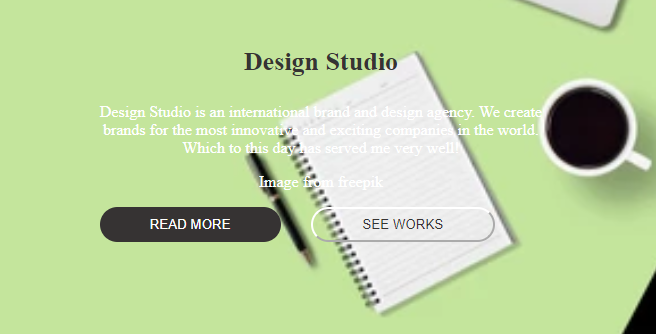 Design Studio
Design Studio is an international brand and design agency. We create
brands for the most innovative and exciting companies in the world.
Which to this day has served me very well!
Image from freepik
READ MORE
SEE WORKS